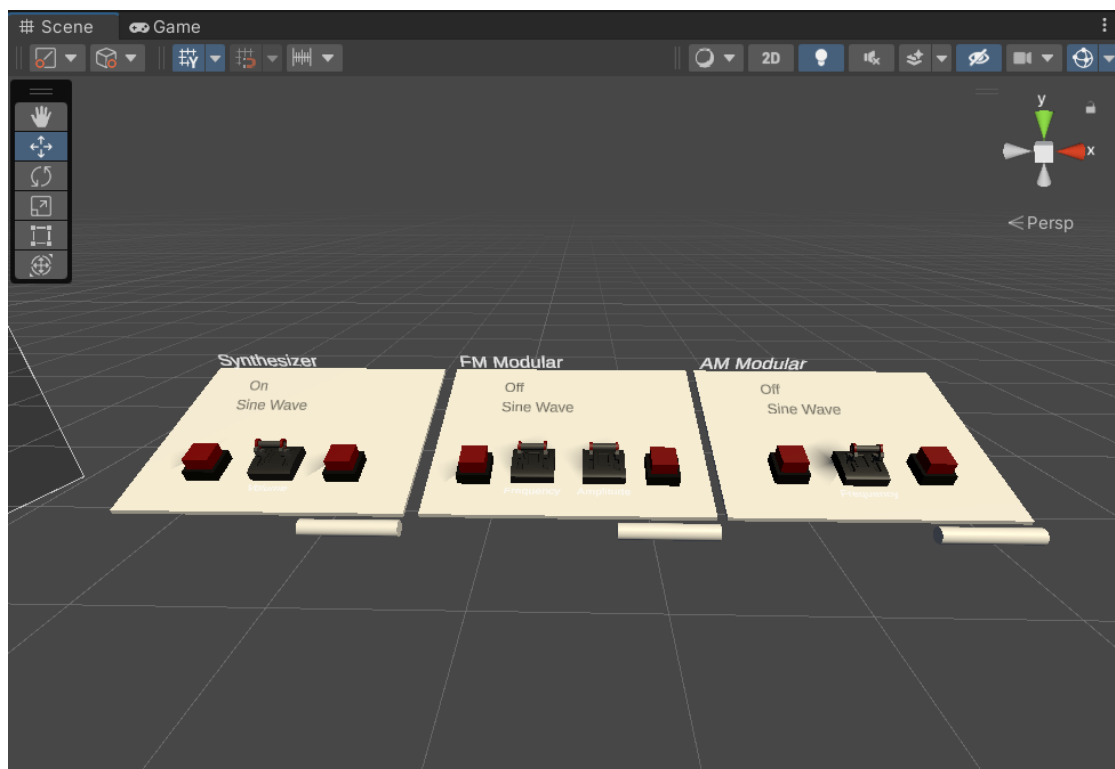 Scene
Game
2D
y
x
Persp
Synthesizer
FM Modular
AM Modular
On
Sine Wave
Off
Sine Wave
Off
Sine Wave
Frequency
Amplitude
Frequency